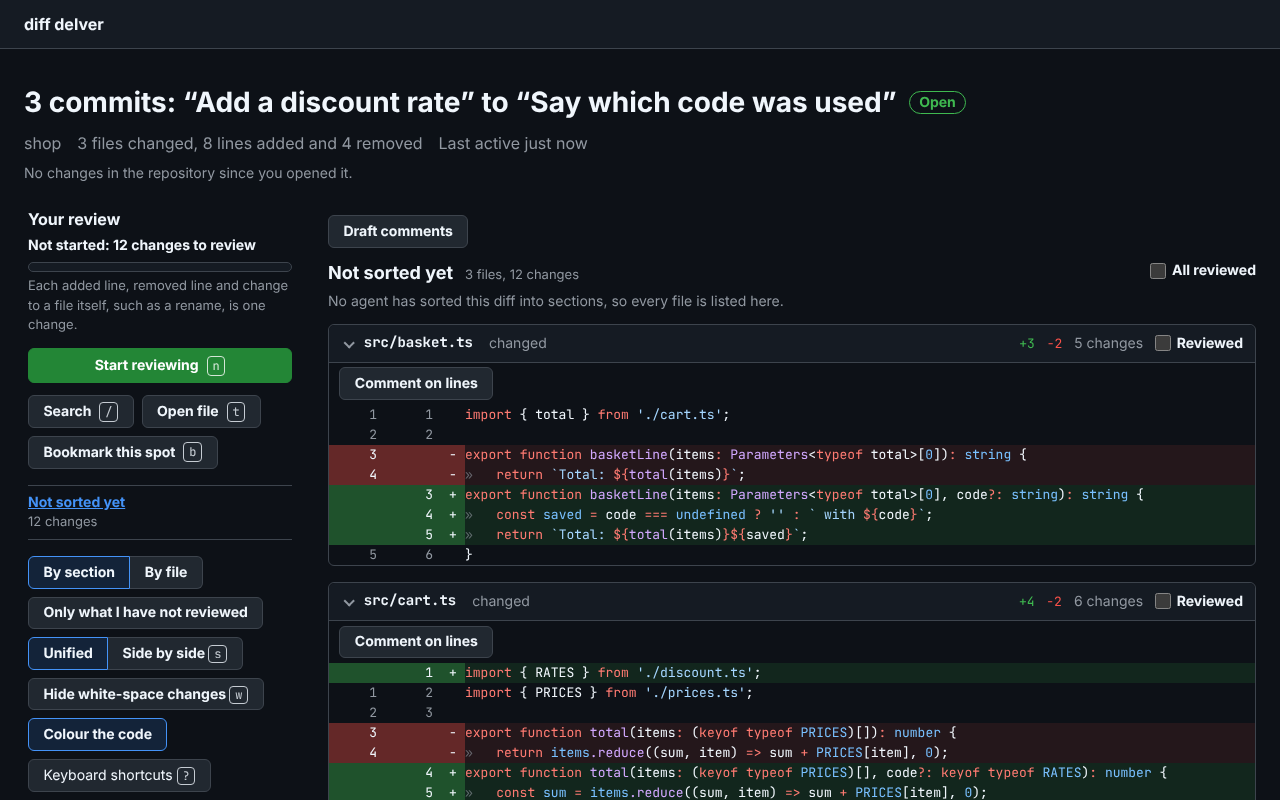 diff delver
3 commits: “Add a discount rate” to “Say which code was used” Open
shop 3 files changed, 8 lines added and 4 removed Last active just now
No changes in the repository since you opened it.
Your review
Not started: 12 changes to review
Each added line, removed line and change
to a file itself, such as a rename, is one
change.
Start reviewing n
Search / Open file t
Bookmark this spot b
Not sorted yet
12 changes
By section By file
Only what I have not reviewed
Unified Side by side s
Hide white-space changes w
Colour the code
Keyboard shortcuts ?
Draft comments
Not sorted yet 3 files, 12 changes All reviewed
No agent has sorted this diff into sections, so every file is listed here.
src/basket.ts changed +3 -2 5 changes Reviewed
Comment on lines
1 1 import { total } from './cart.ts';
2 2
3 - export function basketLine(items: Parameters<typeof total>[0]): string {
4 - » return `Total: ${total(items)}`;
3 + export function basketLine(items: Parameters<typeof total>[0], code?: string): string {
4 + » const saved = code === undefined ? '' : ` with ${code}`;
5 + » return `Total: ${total(items)}${saved}`;
5 6 }
src/cart.ts changed +4 -2 6 changes Reviewed
Comment on lines
1 + import { RATES } from './discount.ts';
1 2 import { PRICES } from './prices.ts';
2 3
3 - export function total(items: (keyof typeof PRICES)[]): number {
4 - » return items.reduce((sum, item) => sum + PRICES[item], 0);
4 + export function total(items: (keyof typeof PRICES)[], code?: keyof typeof RATES): number {
5 + » const sum = items.reduce((sum, item) => sum + PRICES[item], 0);